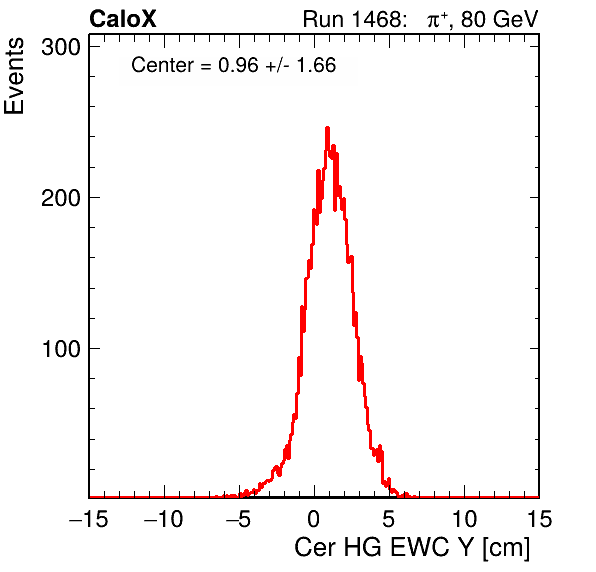 CaloX Run 1468: π⁺, 80 GeV
Events
Center = 0.96 +/- 1.66
300
200
100
−15 −10 −5 0 5 10 15
Cer HG EWC Y [cm]